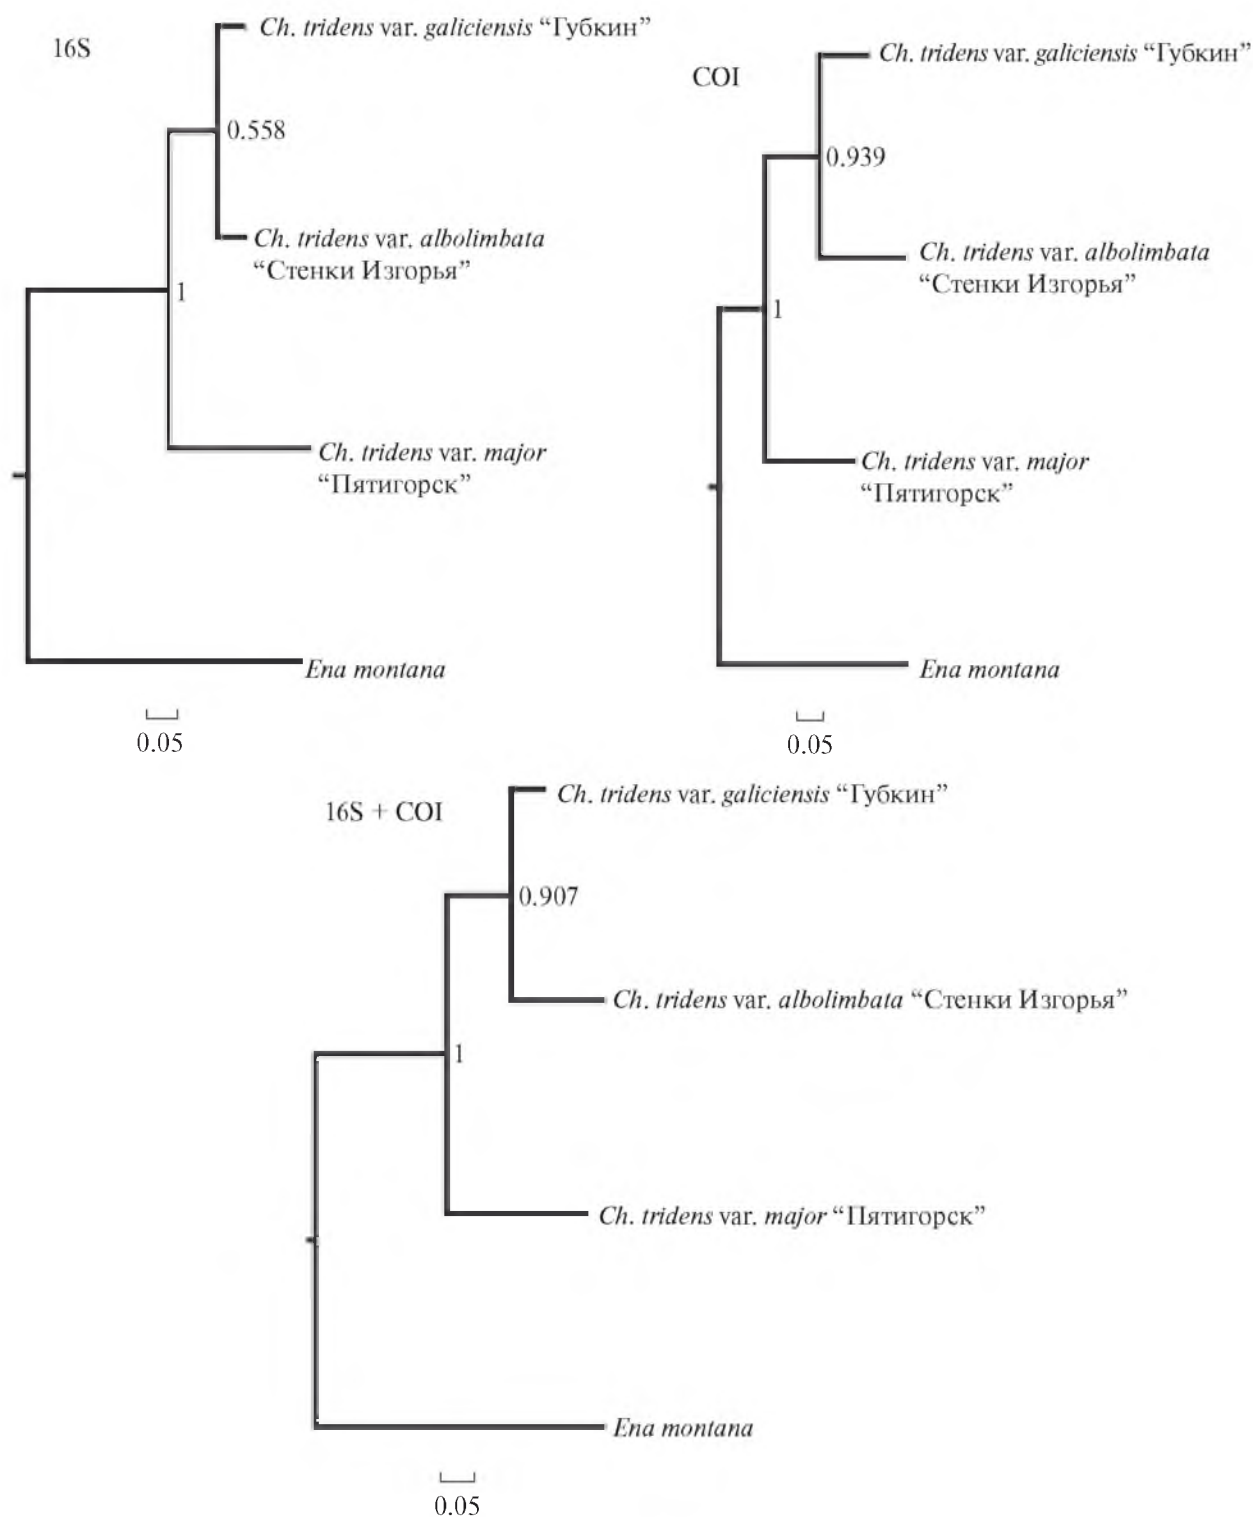 16S
Ch. tridens var. galiciensis “Губкин”
0.558
Ch. tridens var. albolimbata
“Стенки Изгорья”
1
Ch. tridens var. major
“Пятигорск”
Ena montana
0.05
COI
Ch. tridens var. galiciensis “Губкин”
0.939
Ch. tridens var. albolimbata
“Стенки Изгорья”
1
Ch. tridens var. major
“Пятигорск”
Ena montana
0.05
16S + COI
Ch. tridens var. galiciensis “Губкин”
0.907
Ch. tridens var. albolimbata “Стенки Изгорья”
1
Ch. tridens var. major “Пятигорск”
Ena montana
0.05